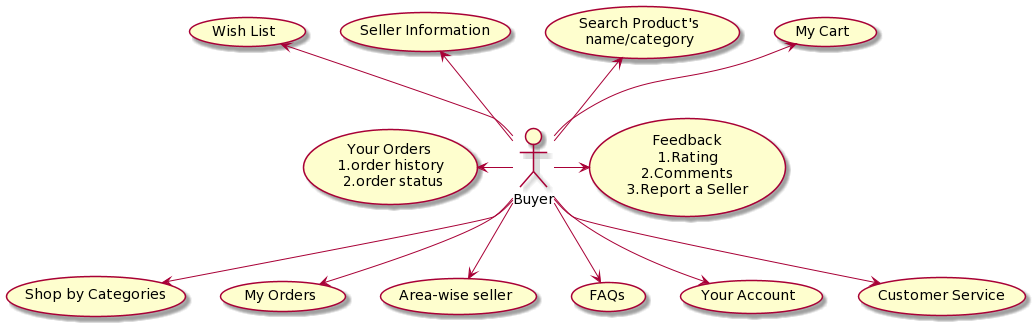 Wish List
Seller Information
Search Product's
name/category
My Cart
Your Orders
1.order history
2.order status
Feedback
1.Rating
2.Comments
3.Report a Seller
Buyer
Shop by Categories
My Orders
Area-wise seller
FAQs
Your Account
Customer Service